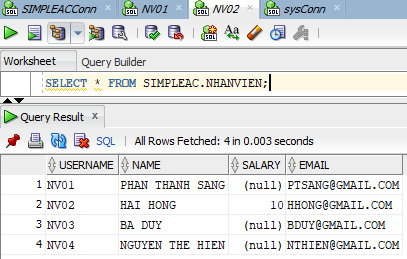 SIMPLEACConn NV01 NV02 sysConn
Worksheet Query Builder
SELECT * FROM SIMPLEAC.NHANVIEN;
Query Result x
SQL | All Rows Fetched: 4 in 0.003 seconds
USERNAME NAME SALARY EMAIL
1 NV01 PHAN THANH SANG (null) PTSANG@GMAIL.COM
2 NV02 HAI HONG 10 HHONG@GMAIL.COM
3 NV03 BA DUY (null) BDUY@GMAIL.COM
4 NV04 NGUYEN THE HIEN (null) NTHIEN@GMAIL.COM